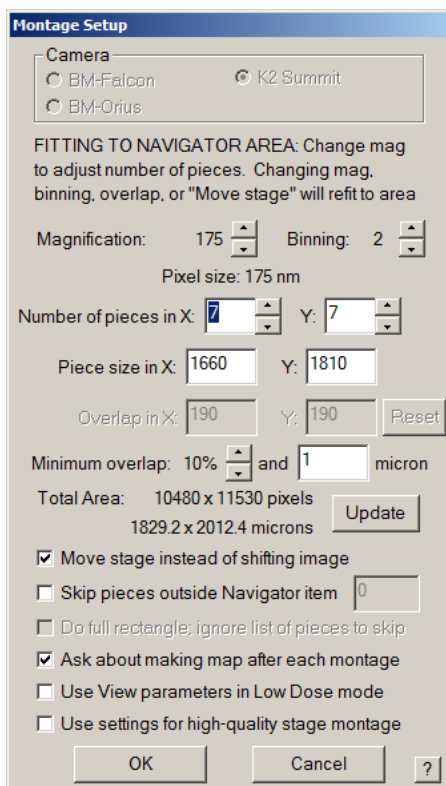 Montage Setup
Camera
BM-Falcon K2 Summit
BM-Orius
FITTING TO NAVIGATOR AREA: Change mag
to adjust number of pieces. Changing mag,
binning, overlap, or "Move stage" will refit to area
Magnification: 175 Binning: 2
Pixel size: 175 nm
Number of pieces in X: 7 Y: 7
Piece size in X: 1660 Y: 1810
Overlap in X: 190 Y: 190 Reset
Minimum overlap: 10% and 1 micron
Total Area: 10480 x 11530 pixels
1829.2 x 2012.4 microns Update
Move stage instead of shifting image
Skip pieces outside Navigator item 0
Do full rectangle; ignore list of pieces to skip
Ask about making map after each montage
Use View parameters in Low Dose mode
Use settings for high-quality stage montage
OK Cancel ?